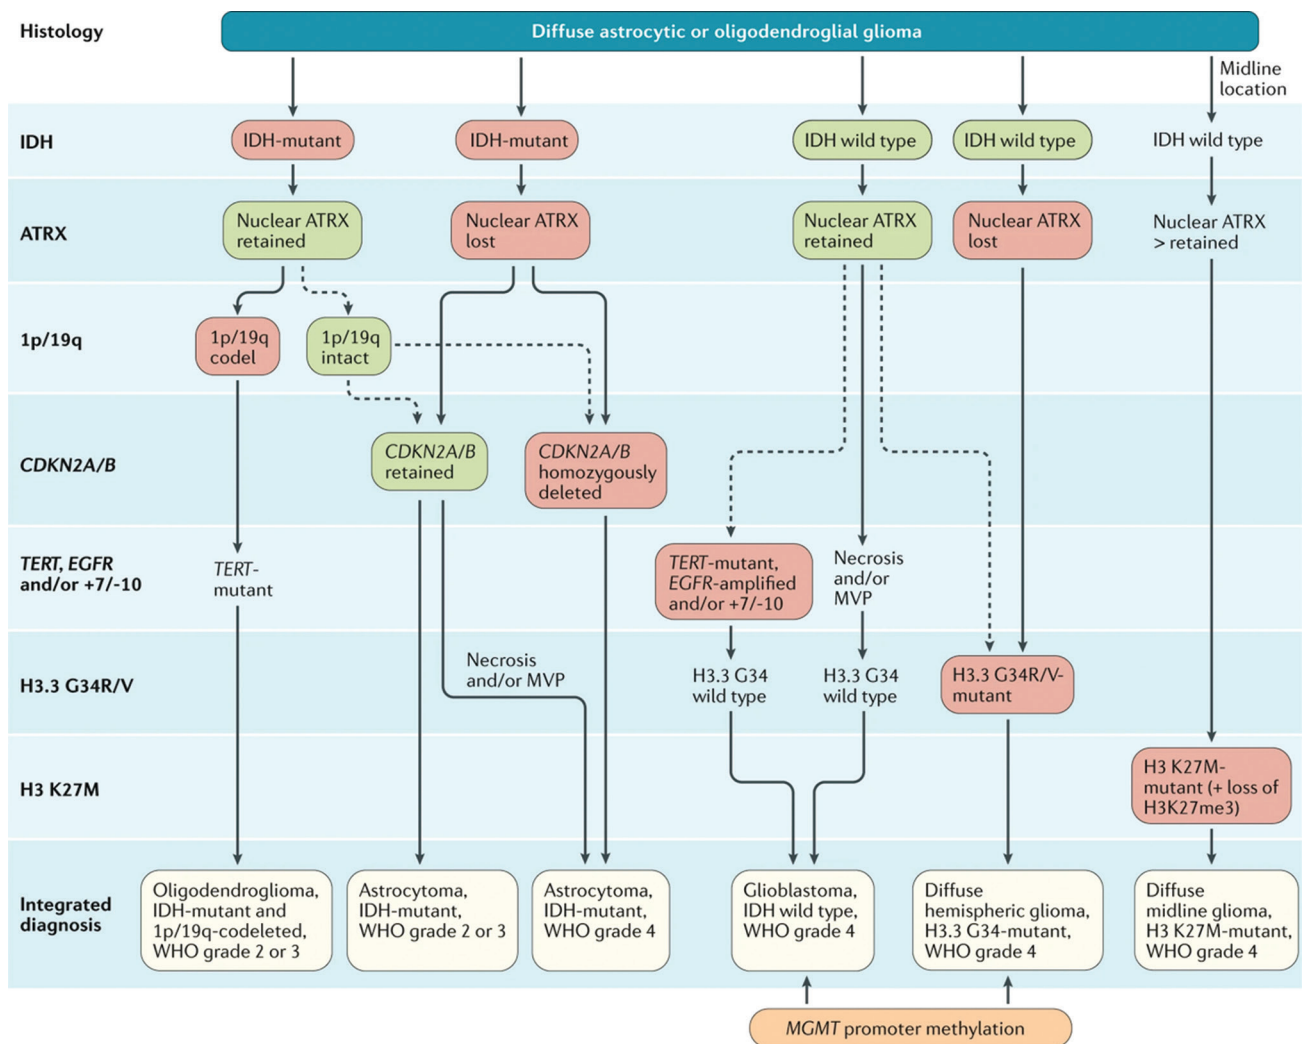 Histology
Diffuse astrocytic or oligodendroglial glioma
Midline
location
IDH
IDH-mutant
IDH-mutant
IDH wild type
IDH wild type
IDH wild type
ATRX
Nuclear ATRX
retained
Nuclear ATRX
lost
Nuclear ATRX
retained
Nuclear ATRX
lost
Nuclear ATRX
> retained
1p/19q
1p/19q
codel
1p/19q
intact
CDKN2A/B
CDKN2A/B
retained
CDKN2A/B
homozygously
deleted
TERT, EGFR
and/or +7/-10
TERT-
mutant
TERT-mutant,
EGFR-amplified
and/or +7/-10
Necrosis
and/or
MVP
H3.3 G34R/V
Necrosis
and/or MVP
H3.3 G34
wild type
H3.3 G34
wild type
H3.3 G34R/V-
mutant
H3 K27M
H3 K27M-
mutant (+ loss of
H3K27me3)
Integrated
diagnosis
Oligodendroglioma,
IDH-mutant and
1p/19q-codeleted,
WHO grade 2 or 3
Astrocytoma,
IDH-mutant,
WHO grade 2 or 3
Astrocytoma,
IDH-mutant,
WHO grade 4
Glioblastoma,
IDH wild type,
WHO grade 4
Diffuse
hemispheric glioma,
H3.3 G34-mutant,
WHO grade 4
Diffuse
midline glioma,
H3 K27M-mutant,
WHO grade 4
MGMT promoter methylation